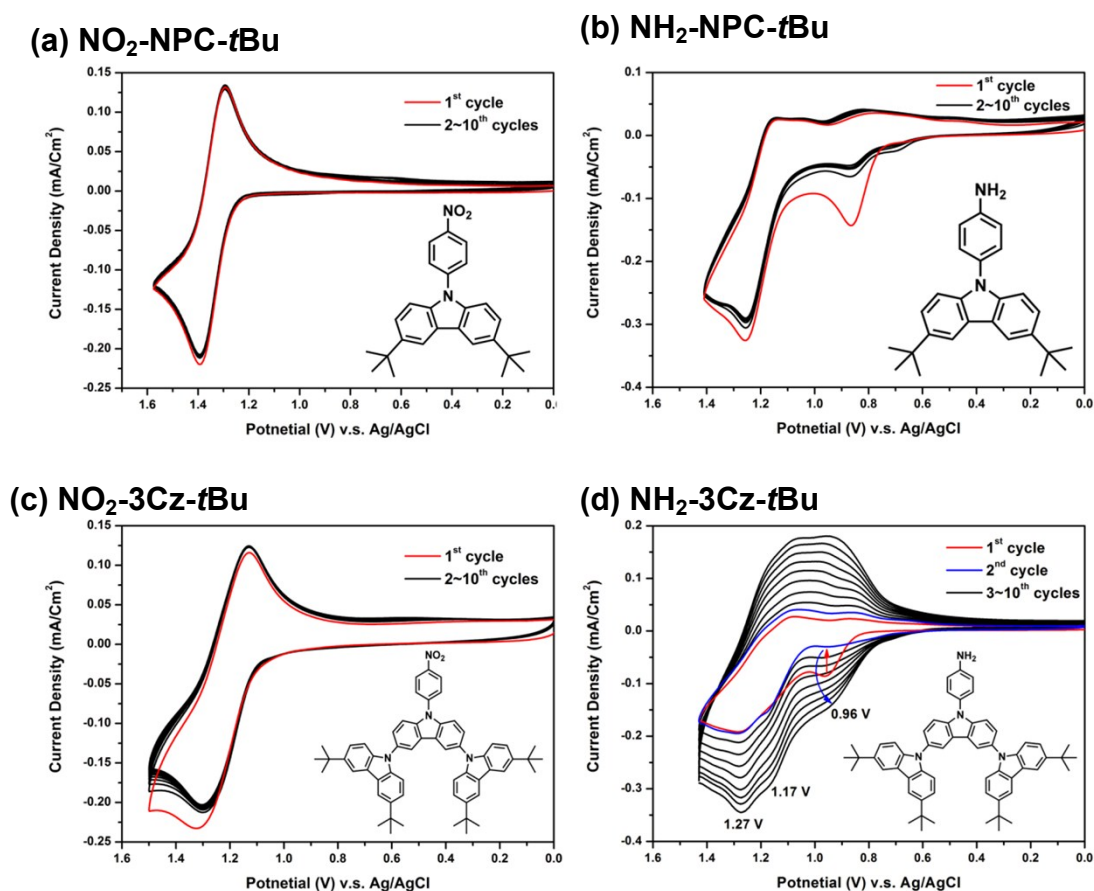 (a) NO2-NPC-tBu
0.15
0.10
0.05
0.00
-0.05
-0.10
-0.15
-0.20
-0.25
1.6 1.4 1.2 1.0 0.8 0.6 0.4 0.2 0.0
Current Density (mA/Cm²)
Potnetial (V) v.s. Ag/AgCl
1st cycle
2~10th cycles
NO2
N
(b) NH2-NPC-tBu
0.1
0.0
-0.1
-0.2
-0.3
-0.4
1.6 1.4 1.2 1.0 0.8 0.6 0.4 0.2 0.0
Current Density (mA/Cm²)
Potnetial (V) v.s. Ag/AgCl
1st cycle
2~10th cycles
NH2
N
(c) NO2-3Cz-tBu
0.15
0.10
0.05
0.00
-0.05
-0.10
-0.15
-0.20
-0.25
1.6 1.4 1.2 1.0 0.8 0.6 0.4 0.2 0.0
Current Density (mA/Cm²)
Potnetial (V) v.s. Ag/AgCl
1st cycle
2~10th cycles
NO2
N
N N
(d) NH2-3Cz-tBu
0.2
0.1
0.0
-0.1
-0.2
-0.3
-0.4
1.6 1.4 1.2 1.0 0.8 0.6 0.4 0.2 0.0
Current Density (mA/Cm²)
Potnetial (V) v.s. Ag/AgCl
1st cycle
2nd cycle
3~10th cycles
0.96 V
1.17 V
1.27 V
NH2
N
N N